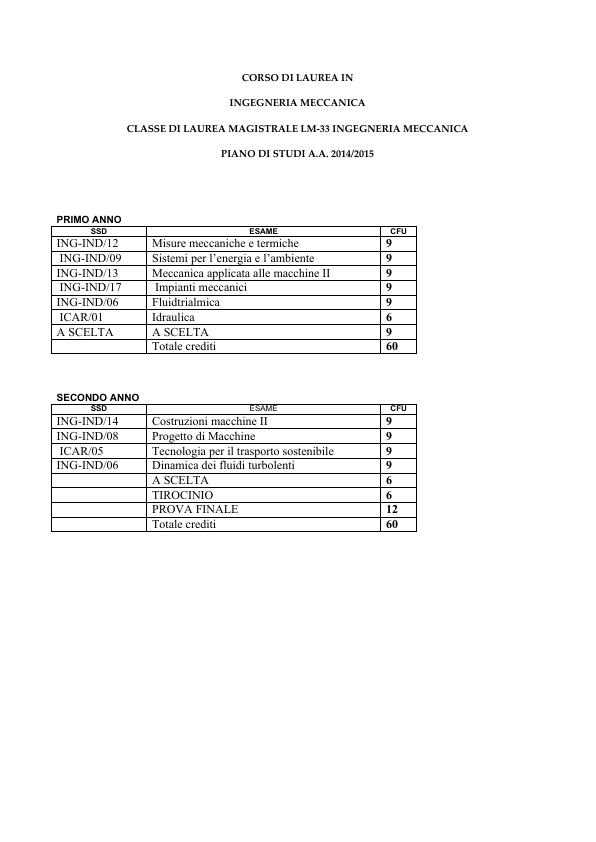 CORSO DI LAUREA IN
INGEGNERIA MECCANICA
CLASSE DI LAUREA MAGISTRALE LM-33 INGEGNERIA MECCANICA
PIANO DI STUDI A.A. 2014/2015
PRIMO ANNO
SSD ESAME CFU
ING-IND/12 Misure meccaniche e termiche 9
ING-IND/09 Sistemi per l’energia e l’ambiente 9
ING-IND/13 Meccanica applicata alle macchine II 9
ING-IND/17 Impianti meccanici 9
ING-IND/06 Fluidtrialmica 9
ICAR/01 Idraulica 6
A SCELTA A SCELTA 9
Totale crediti 60
SECONDO ANNO
SSD ESAME CFU
ING-IND/14 Costruzioni macchine II 9
ING-IND/08 Progetto di Macchine 9
ICAR/05 Tecnologia per il trasporto sostenibile 9
ING-IND/06 Dinamica dei fluidi turbolenti 9
A SCELTA 6
TIROCINIO 6
PROVA FINALE 12
Totale crediti 60